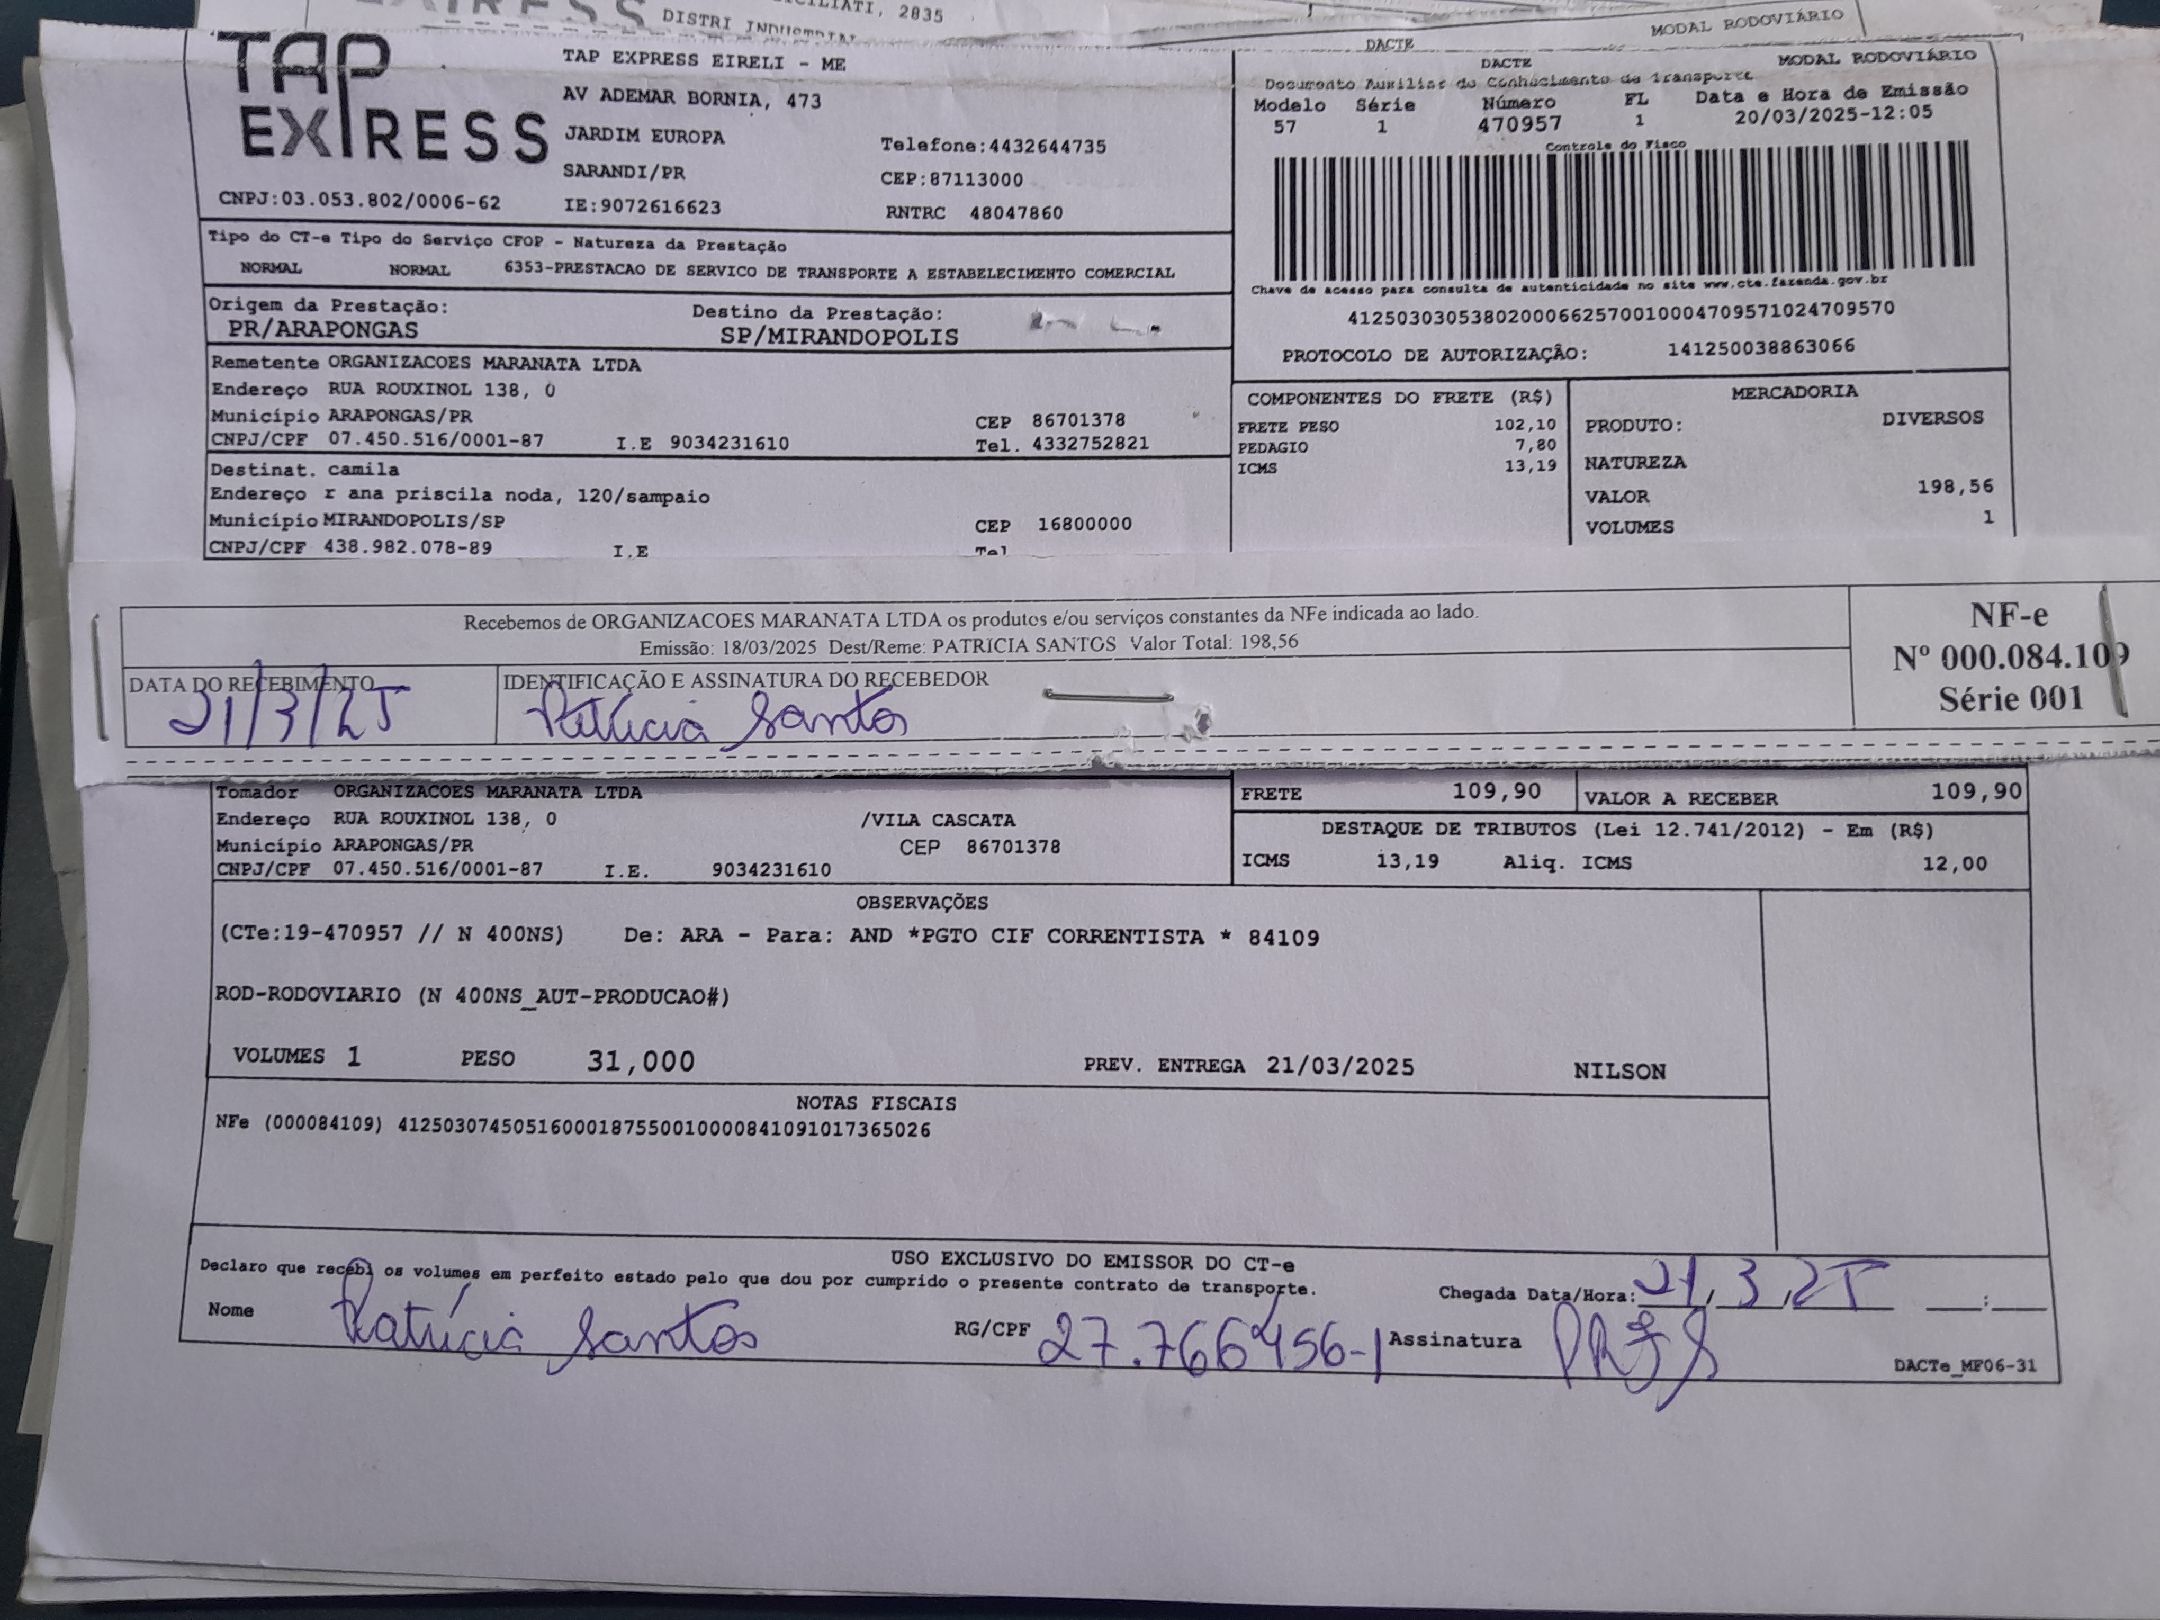 CILIATI, 2835
DISTRI INDUSTRIAL
MODAL RODOVIÁRIO
DACTE
TAP EXPRESS
CNPJ:03.053.802/0006-62
TAP EXPRESS EIRELI - ME
AV ADEMAR BORNIA, 473
JARDIM EUROPA
SARANDI/PR
IE:9072616623
Telefone:4432644735
CEP:87113000
RNTRC 48047860
DACTE MODAL RODOVIÁRIO
Documento Auxiliar do Conhecimento de Transporte
Modelo Série Número FL Data e Hora de Emissão
57 1 470957 1 20/03/2025-12:05
Controle do Fisco
Chave de acesso para consulta de autenticidade no site www.cte.fazenda.gov.br
41250303053802000662570010004709571024709570
PROTOCOLO DE AUTORIZAÇÃO: 141250038863066
Tipo do CT-e Tipo do Serviço CFOP - Natureza da Prestação
NORMAL NORMAL 6353-PRESTACAO DE SERVICO DE TRANSPORTE A ESTABELECIMENTO COMERCIAL
Origem da Prestação: Destino da Prestação:
PR/ARAPONGAS SP/MIRANDOPOLIS
Remetente ORGANIZACOES MARANATA LTDA
Endereço RUA ROUXINOL 138, 0
Município ARAPONGAS/PR CEP 86701378
CNPJ/CPF 07.450.516/0001-87 I.E 9034231610 Tel. 4332752821
Destinat. camila
Endereço r ana priscila noda, 120/sampaio
Município MIRANDOPOLIS/SP CEP 16800000
CNPJ/CPF 438.982.078-89 I.E Tel
COMPONENTES DO FRETE (R$)
FRETE PESO 102,10
PEDAGIO 7,80
ICMS 13,19
MERCADORIA
PRODUTO: DIVERSOS
NATUREZA
VALOR 198,56
VOLUMES 1
Recebemos de ORGANIZACOES MARANATA LTDA os produtos e/ou serviços constantes da NFe indicada ao lado.
Emissão: 18/03/2025 Dest/Reme: PATRICIA SANTOS Valor Total: 198,56
DATA DO RECEBIMENTO IDENTIFICAÇÃO E ASSINATURA DO RECEBEDOR
21/3/25 Patrícia Santos
NF-e
Nº 000.084.109
Série 001
Tomador ORGANIZACOES MARANATA LTDA
Endereço RUA ROUXINOL 138, 0 /VILA CASCATA
Município ARAPONGAS/PR CEP 86701378
CNPJ/CPF 07.450.516/0001-87 I.E. 9034231610
FRETE 109,90 VALOR A RECEBER 109,90
DESTAQUE DE TRIBUTOS (Lei 12.741/2012) - Em (R$)
ICMS 13,19 Aliq. ICMS 12,00
OBSERVAÇÕES
(CTe:19-470957 // N 400NS) De: ARA - Para: AND *PGTO CIF CORRENTISTA * 84109
ROD-RODOVIARIO (N 400NS_AUT-PRODUCAO#)
VOLUMES 1 PESO 31,000 PREV. ENTREGA 21/03/2025 NILSON
NOTAS FISCAIS
NFe (000084109) 41250307450516000187550010000841091017365026
USO EXCLUSIVO DO EMISSOR DO CT-e
Declaro que recebi os volumes em perfeito estado pelo que dou por cumprido o presente contrato de transporte.
Chegada Data/Hora: 21, 3, 25 :
Nome Patrícia Santos RG/CPF 27.766456-1 Assinatura
DACTe_MF06-31